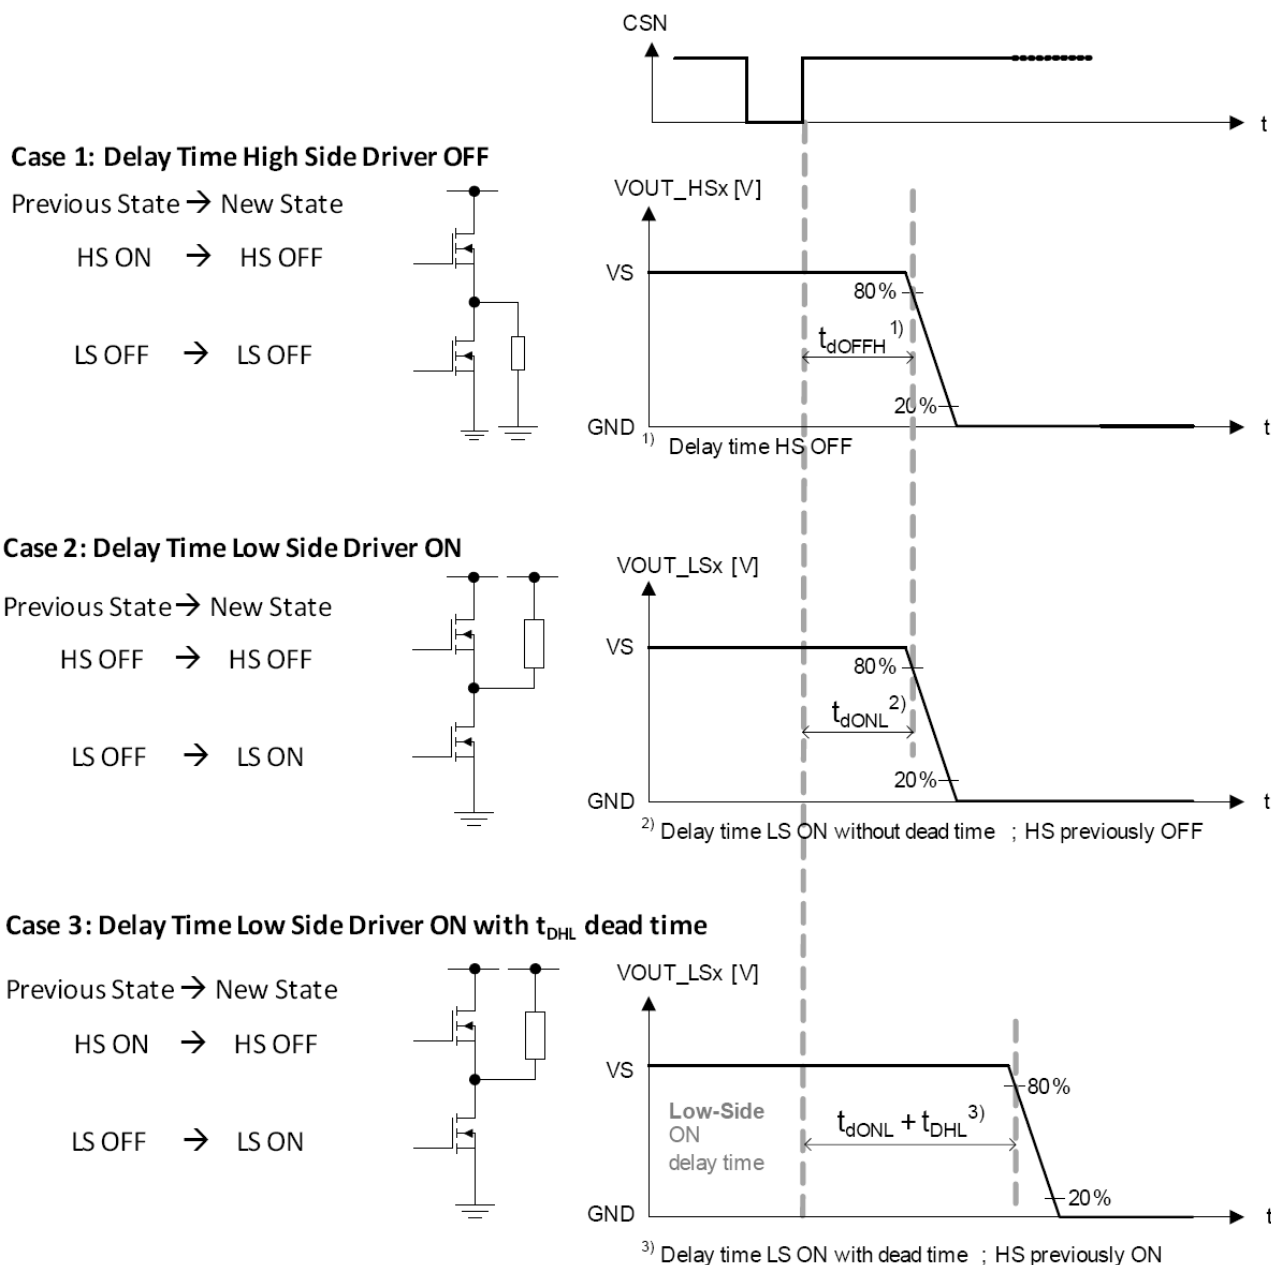 CSN
t
Case 1: Delay Time High Side Driver OFF
Previous State → New State
HS ON → HS OFF
LS OFF → LS OFF
VOUT_HSx [V]
VS
80%
tdOFFH 1)
20%
GND
t
1) Delay time HS OFF
Case 2: Delay Time Low Side Driver ON
Previous State → New State
HS OFF → HS OFF
LS OFF → LS ON
VOUT_LSx [V]
VS
80%
tdONL 2)
20%
GND
t
2) Delay time LS ON without dead time ; HS previously OFF
Case 3: Delay Time Low Side Driver ON with tDHL dead time
Previous State → New State
HS ON → HS OFF
LS OFF → LS ON
VOUT_LSx [V]
VS
80%
Low-Side
ON
delay time
tdONL + tDHL 3)
20%
GND
t
3) Delay time LS ON with dead time ; HS previously ON